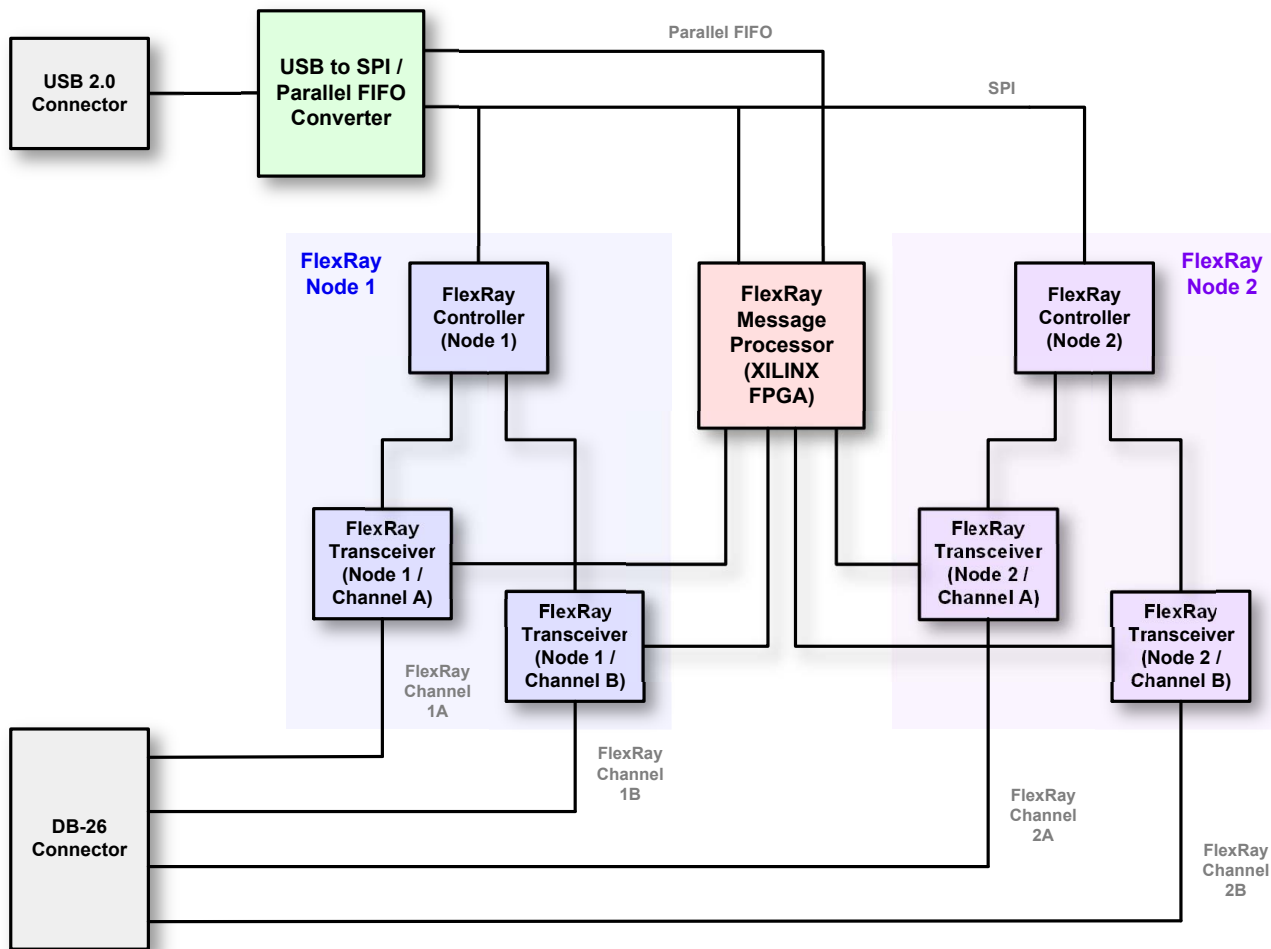 Parallel FIFO
USB 2.0
Connector
USB to SPI /
Parallel FIFO
Converter
SPI
FlexRay
Node 1
FlexRay
Controller
(Node 1)
FlexRay
Message
Processor
(XILINX
FPGA)
FlexRay
Controller
(Node 2)
FlexRay
Node 2
FlexRay
Transceiver
(Node 1 /
Channel A)
FlexRay
Transceiver
(Node 1 /
Channel B)
FlexRay
Transceiver
(Node 2 /
Channel A)
FlexRay
Transceiver
(Node 2 /
Channel B)
FlexRay
Channel
1A
FlexRay
Channel
1B
FlexRay
Channel
2A
FlexRay
Channel
2B
DB-26
Connector